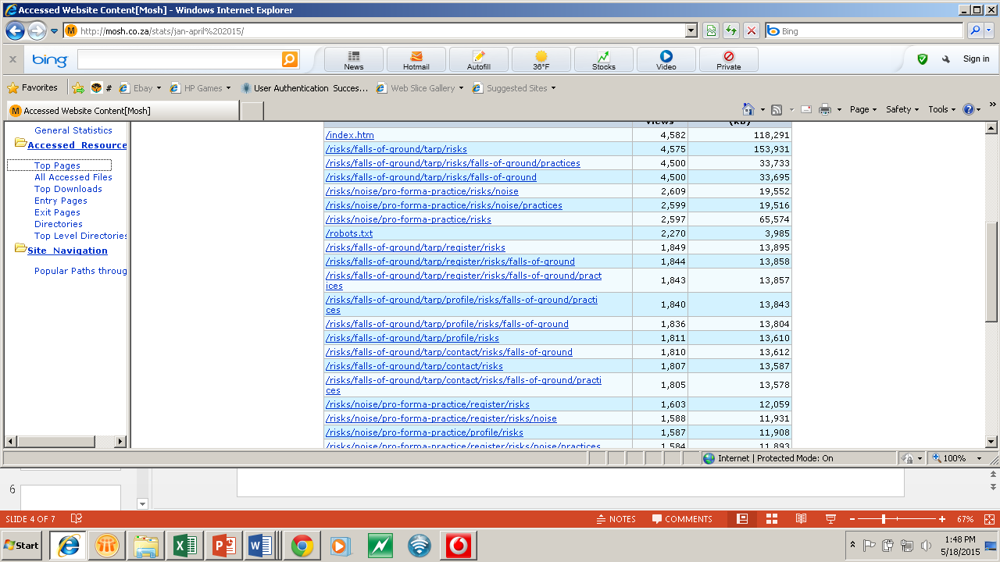 Accessed Website Content[Mosh] - Windows Internet Explorer
http://mosh.co.za/stats/jan-april%202015/
Bing
bing
News
Hotmail
Autofill
36°F
Stocks
Video
Private
Sign in
Favorites
#
Ebay
HP Games
User Authentication Succes...
Web Slice Gallery
Suggested Sites
Accessed Website Content[Mosh]
Page
Safety
Tools
General Statistics
Accessed Resource
Top Pages
All Accessed Files
Top Downloads
Entry Pages
Exit Pages
Directories
Top Level Directories
Site Navigation
Popular Paths throug
Views (KB)
/index.htm 4,582 118,291
/risks/falls-of-ground/tarp/risks 4,575 153,931
/risks/falls-of-ground/tarp/risks/falls-of-ground/practices 4,500 33,733
/risks/falls-of-ground/tarp/risks/falls-of-ground 4,500 33,695
/risks/noise/pro-forma-practice/risks/noise 2,609 19,552
/risks/noise/pro-forma-practice/risks/noise/practices 2,599 19,516
/risks/noise/pro-forma-practice/risks 2,597 65,574
/robots.txt 2,270 3,985
/risks/falls-of-ground/tarp/register/risks 1,849 13,895
/risks/falls-of-ground/tarp/register/risks/falls-of-ground 1,844 13,858
/risks/falls-of-ground/tarp/register/risks/falls-of-ground/pract
ices 1,843 13,857
/risks/falls-of-ground/tarp/profile/risks/falls-of-ground/practi
ces 1,840 13,843
/risks/falls-of-ground/tarp/profile/risks/falls-of-ground 1,836 13,804
/risks/falls-of-ground/tarp/profile/risks 1,811 13,610
/risks/falls-of-ground/tarp/contact/risks/falls-of-ground 1,810 13,612
/risks/falls-of-ground/tarp/contact/risks 1,807 13,587
/risks/falls-of-ground/tarp/contact/risks/falls-of-ground/practi
ces 1,805 13,578
/risks/noise/pro-forma-practice/register/risks 1,603 12,059
/risks/noise/pro-forma-practice/register/risks/noise 1,588 11,931
/risks/noise/pro-forma-practice/profile/risks 1,587 11,908
/risks/noise/pro-forma-practice/register/risks/noise/practices 1,584 11,893
Internet | Protected Mode: On
100%
6
SLIDE 4 OF 7
NOTES
COMMENTS
67%
Start
1:48 PM
5/18/2015